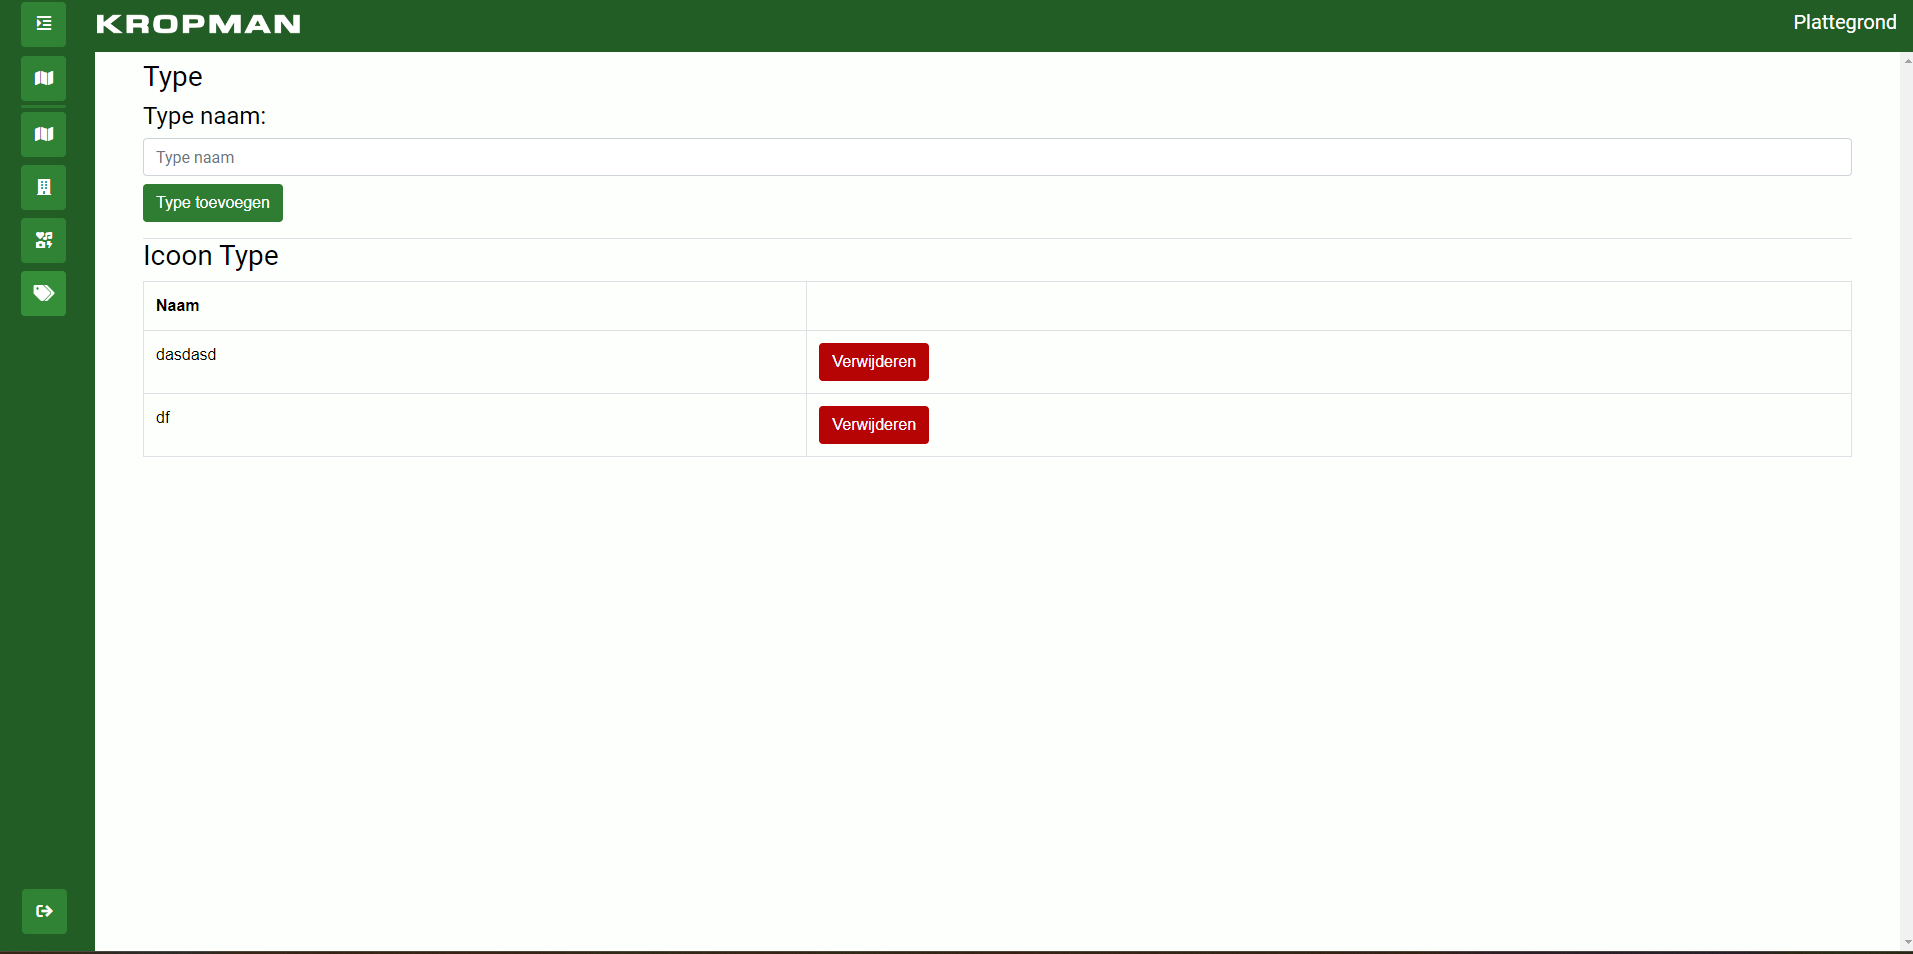 KROPMAN
Plattegrond
Type
Type naam:
Type naam
Type toevoegen
Icoon Type
Naam
dasdasd
Verwijderen
df
Verwijderen